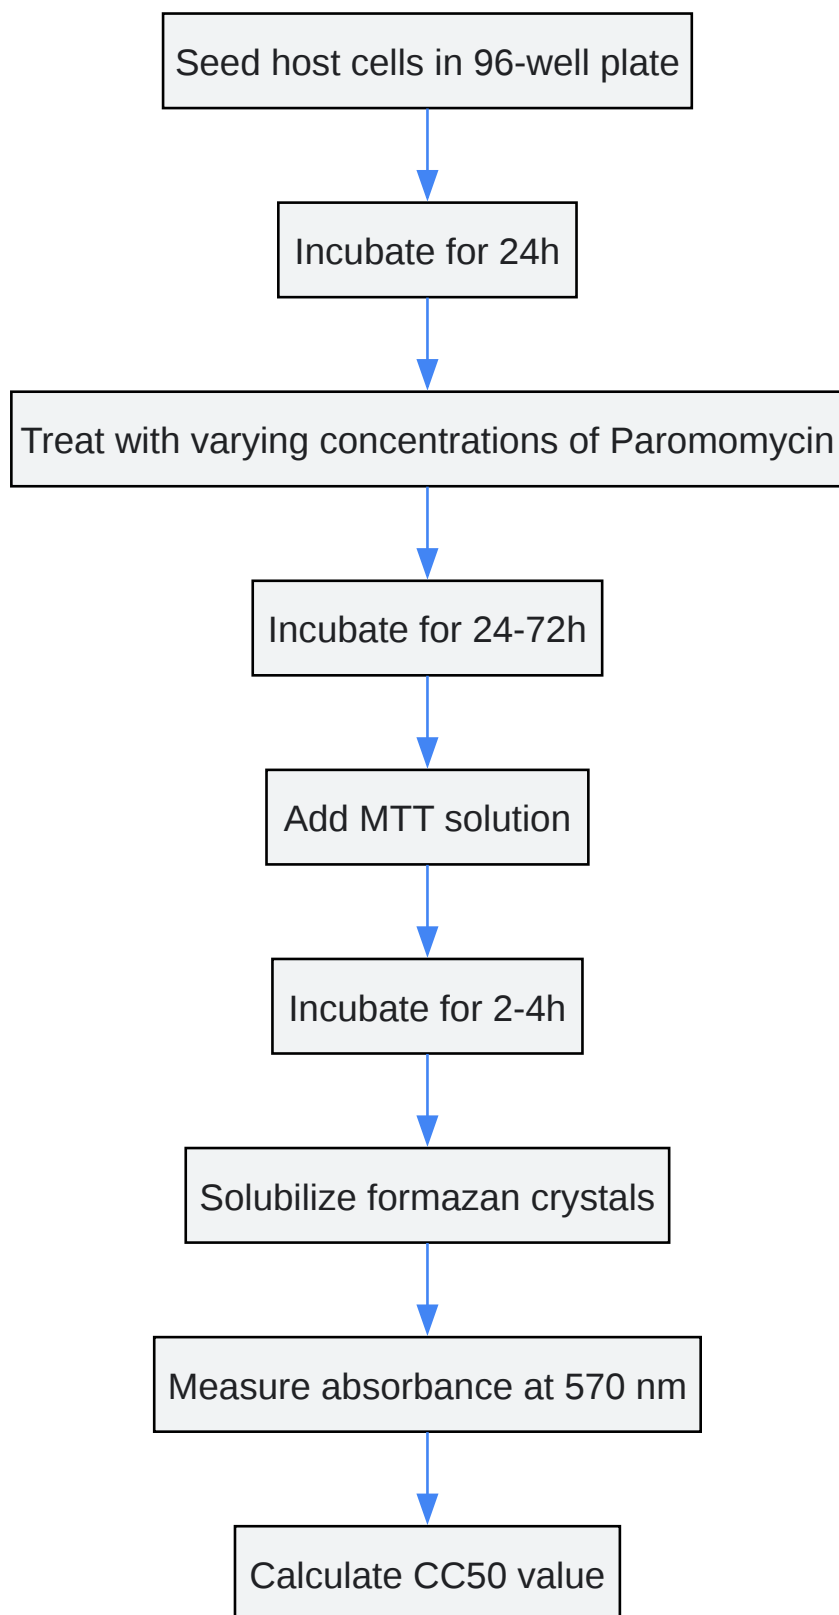 Seed host cells in 96-well plate
Incubate for 24h
Treat with varying concentrations of Paromomycin
Incubate for 24-72h
Add MTT solution
Incubate for 2-4h
Solubilize formazan crystals
Measure absorbance at 570 nm
Calculate CC50 value